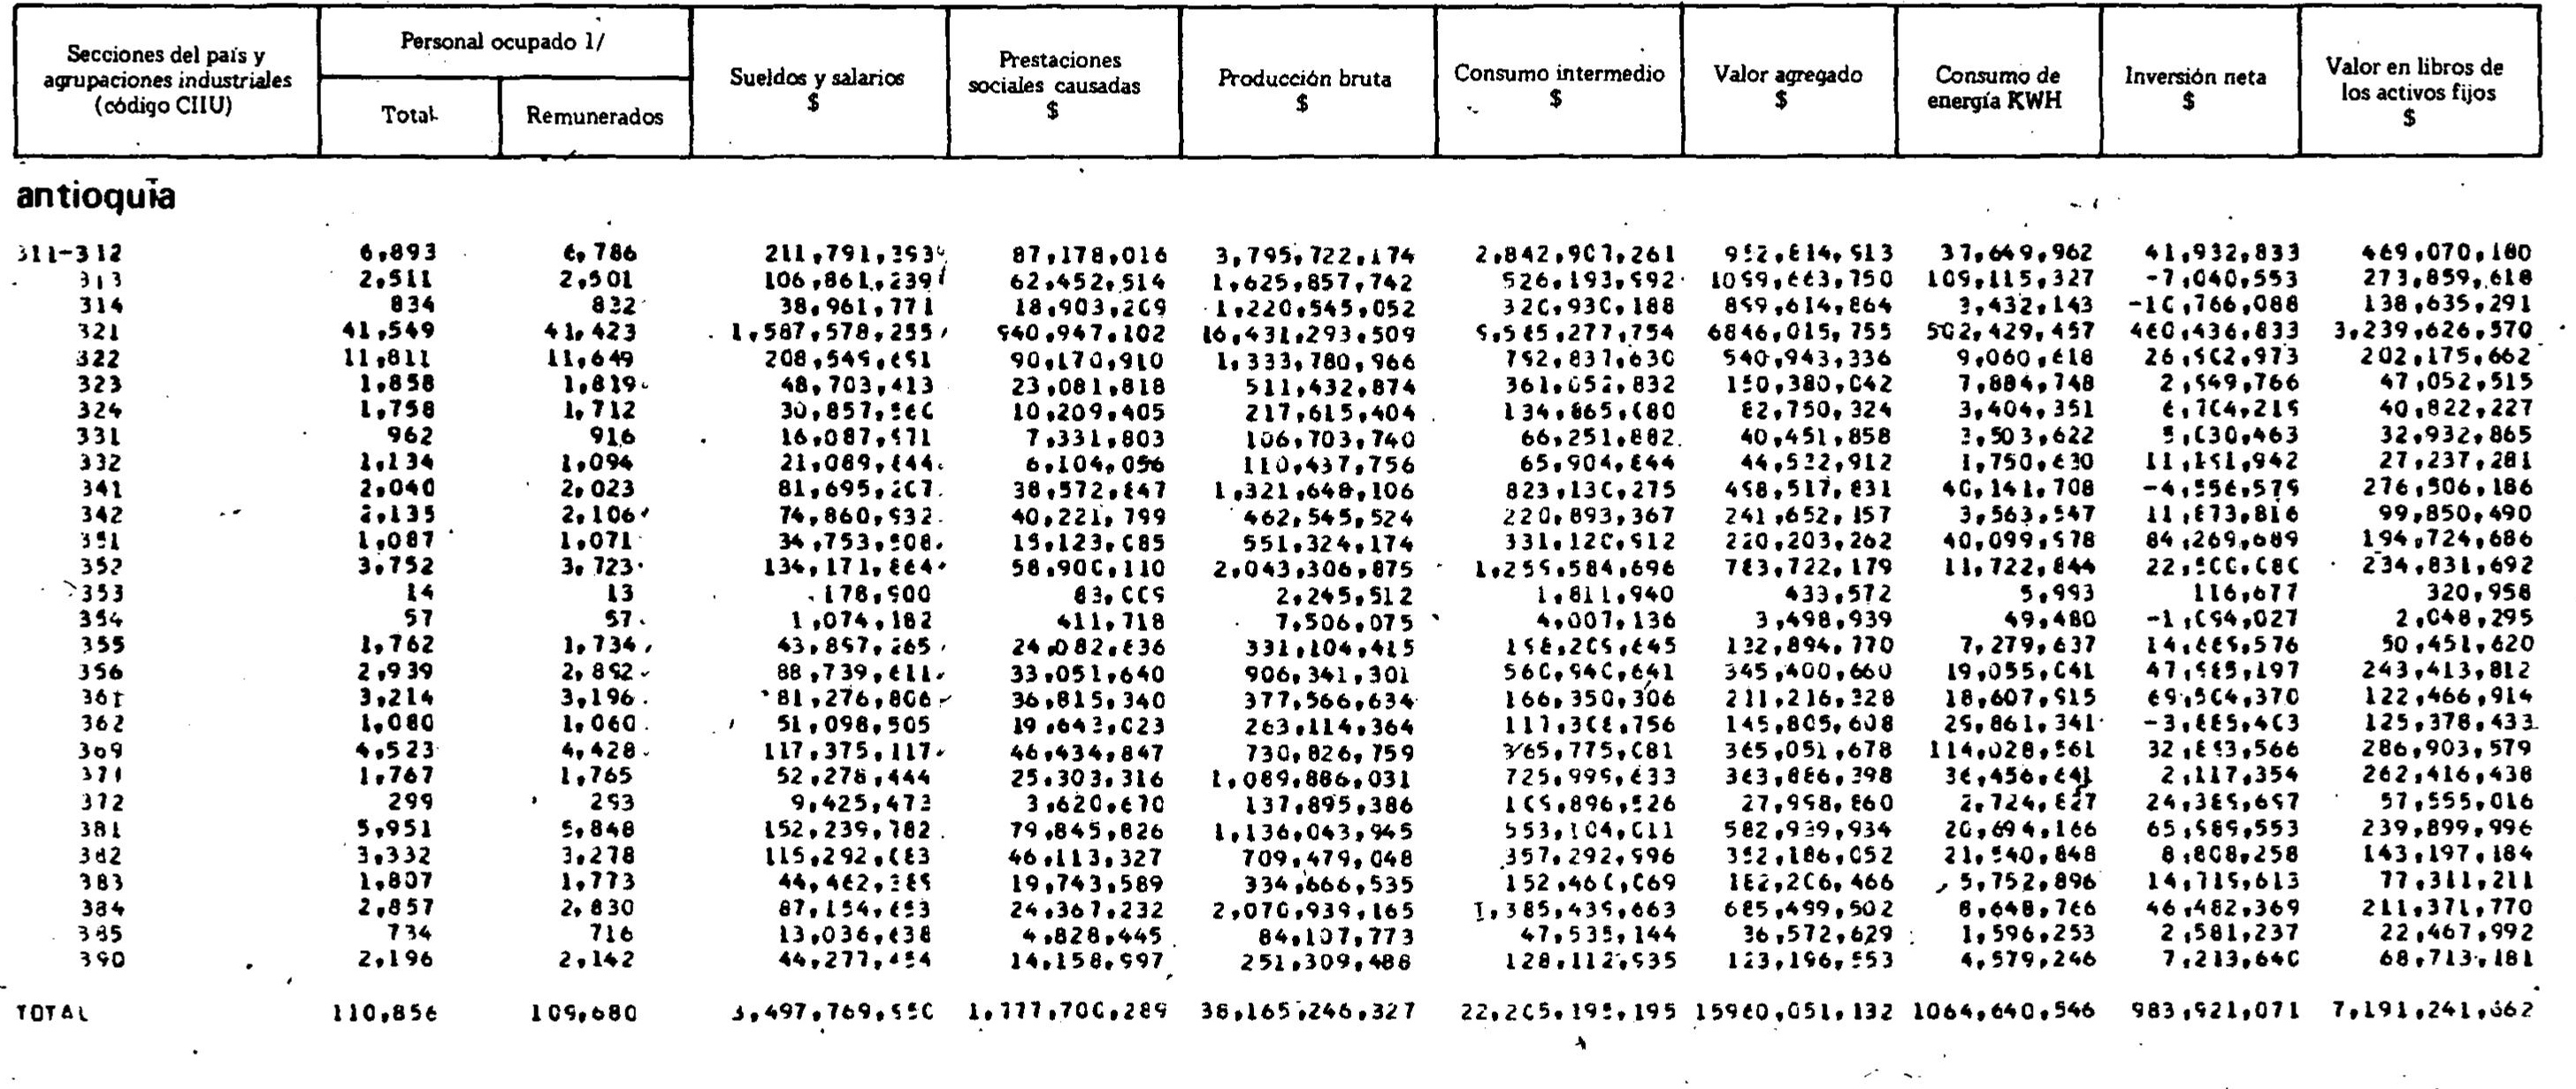 Secciones del país y agrupaciones industriales (código CIIU)
Personal ocupado 1/
Total
Remunerados
Sueldos y salarios $
Prestaciones sociales causadas $
Producción bruta $
Consumo intermedio $
Valor agregado $
Consumo de energía KWH
Inversión neta $
Valor en libros de los activos fijos $
antioquía
311-312 6,893 6,786 211,791,393 87,178,016 3,795,722,174 2,842,907,261 952,814,913 37,649,962 41,932,833 469,070,180
313 2,511 2,501 106,861,239 62,452,514 1,625,857,742 526,193,992 1099,663,750 109,115,327 -7,040,553 273,859,618
314 834 832 38,961,771 18,903,209 1,220,545,052 320,930,188 899,614,864 3,432,143 -10,766,088 138,635,291
321 41,549 41,423 1,587,578,255 940,947,102 16,431,293,509 9,585,277,754 6846,015,755 502,429,457 460,436,833 3,239,626,570
322 11,811 11,649 90,170,910 1,333,780,966 792,837,630 540,943,336 9,060,618 26,902,973 202,175,662
323 1,858 1,819 48,703,413 23,081,818 511,432,874 361,052,832 150,380,042 7,884,748 2,949,766 47,052,515
324 1,758 1,712 30,857,560 10,209,405 217,615,404 134,865,080 82,750,324 3,404,351 6,704,219 40,822,227
331 962 916 16,087,971 7,331,803 106,703,740 66,251,882 40,451,858 3,503,622 5,030,463 32,932,865
332 1,134 1,094 21,089,844 6,104,056 110,437,756 65,904,844 44,532,912 1,750,630 11,191,942 27,237,281
341 2,040 2,023 81,695,207 38,572,847 1,321,648,106 823,130,275 498,517,831 40,141,708 -4,556,579 276,506,186
342 2,135 2,106 74,860,932 40,221,799 462,545,524 220,893,367 241,652,157 3,563,547 11,873,816 99,850,490
351 1,087 1,071 34,753,908 15,123,085 551,324,174 331,120,912 220,203,262 40,099,978 84,269,689 194,724,686
352 3,752 3,723 134,171,864 58,900,110 2,043,306,875 1,259,584,696 783,722,179 11,722,844 234,831,692
353 14 13 178,900 83,009 2,245,512 1,811,940 433,572 5,993 116,677 320,958
354 57 57 1,074,182 411,718 7,506,075 4,007,136 3,498,939 49,480 -1,094,027 2,048,295
355 1,762 1,734 43,857,265 24,082,636 331,104,415 198,209,645 132,894,770 7,279,637 50,451,620
356 2,939 2,892 88,739,611 33,051,640 906,341,301 560,940,641 345,400,660 19,055,041 47,985,197 243,413,812
361 3,214 3,196 81,276,806 36,815,340 377,566,634 166,350,306 211,216,328 18,607,915 69,504,370 122,466,914
362 1,080 1,060 51,098,505 19,643,023 263,114,364 117,308,756 145,805,608 25,861,341 125,378,433
369 4,523 4,428 117,375,117 46,434,847 730,826,759 365,775,081 365,051,678 114,028,561 32,893,566 286,903,579
371 1,767 1,765 52,278,444 25,303,316 1,089,886,031 725,999,633 363,886,398 36,456,641 2,117,354 262,416,438
372 299 293 9,425,473 3,620,670 137,895,386 109,896,526 27,998,860 2,724,827 24,389,697 57,555,016
381 5,951 5,848 152,239,782 79,845,826 1,136,043,945 553,104,011 582,939,934 20,694,166 65,989,553 239,899,996
382 3,332 3,278 115,292,083 46,113,327 709,479,048 357,292,996 352,186,052 21,540,848 8,808,258 143,197,184
383 1,807 1,773 44,462,389 19,743,589 334,666,535 152,460,069 182,206,466 5,752,896 14,715,613 77,311,211
384 2,857 2,830 87,154,693 24,367,232 2,070,939,165 1,385,439,663 685,499,502 8,648,766 46,482,369 211,371,770
385 734 716 13,036,638 4,828,445 84,107,773 47,535,144 36,572,629 1,596,253 2,581,237 22,467,992
390 2,196 2,142 44,277,454 14,158,997 251,309,488 128,112,935 123,196,553 4,579,246 7,213,640 68,713,181
TOTAL 110,856 109,680 3,497,769,950 1,777,700,289 38,165,246,327 22,205,195,195 15960,051,132 1064,640,546 983,921,071 7,191,241,662